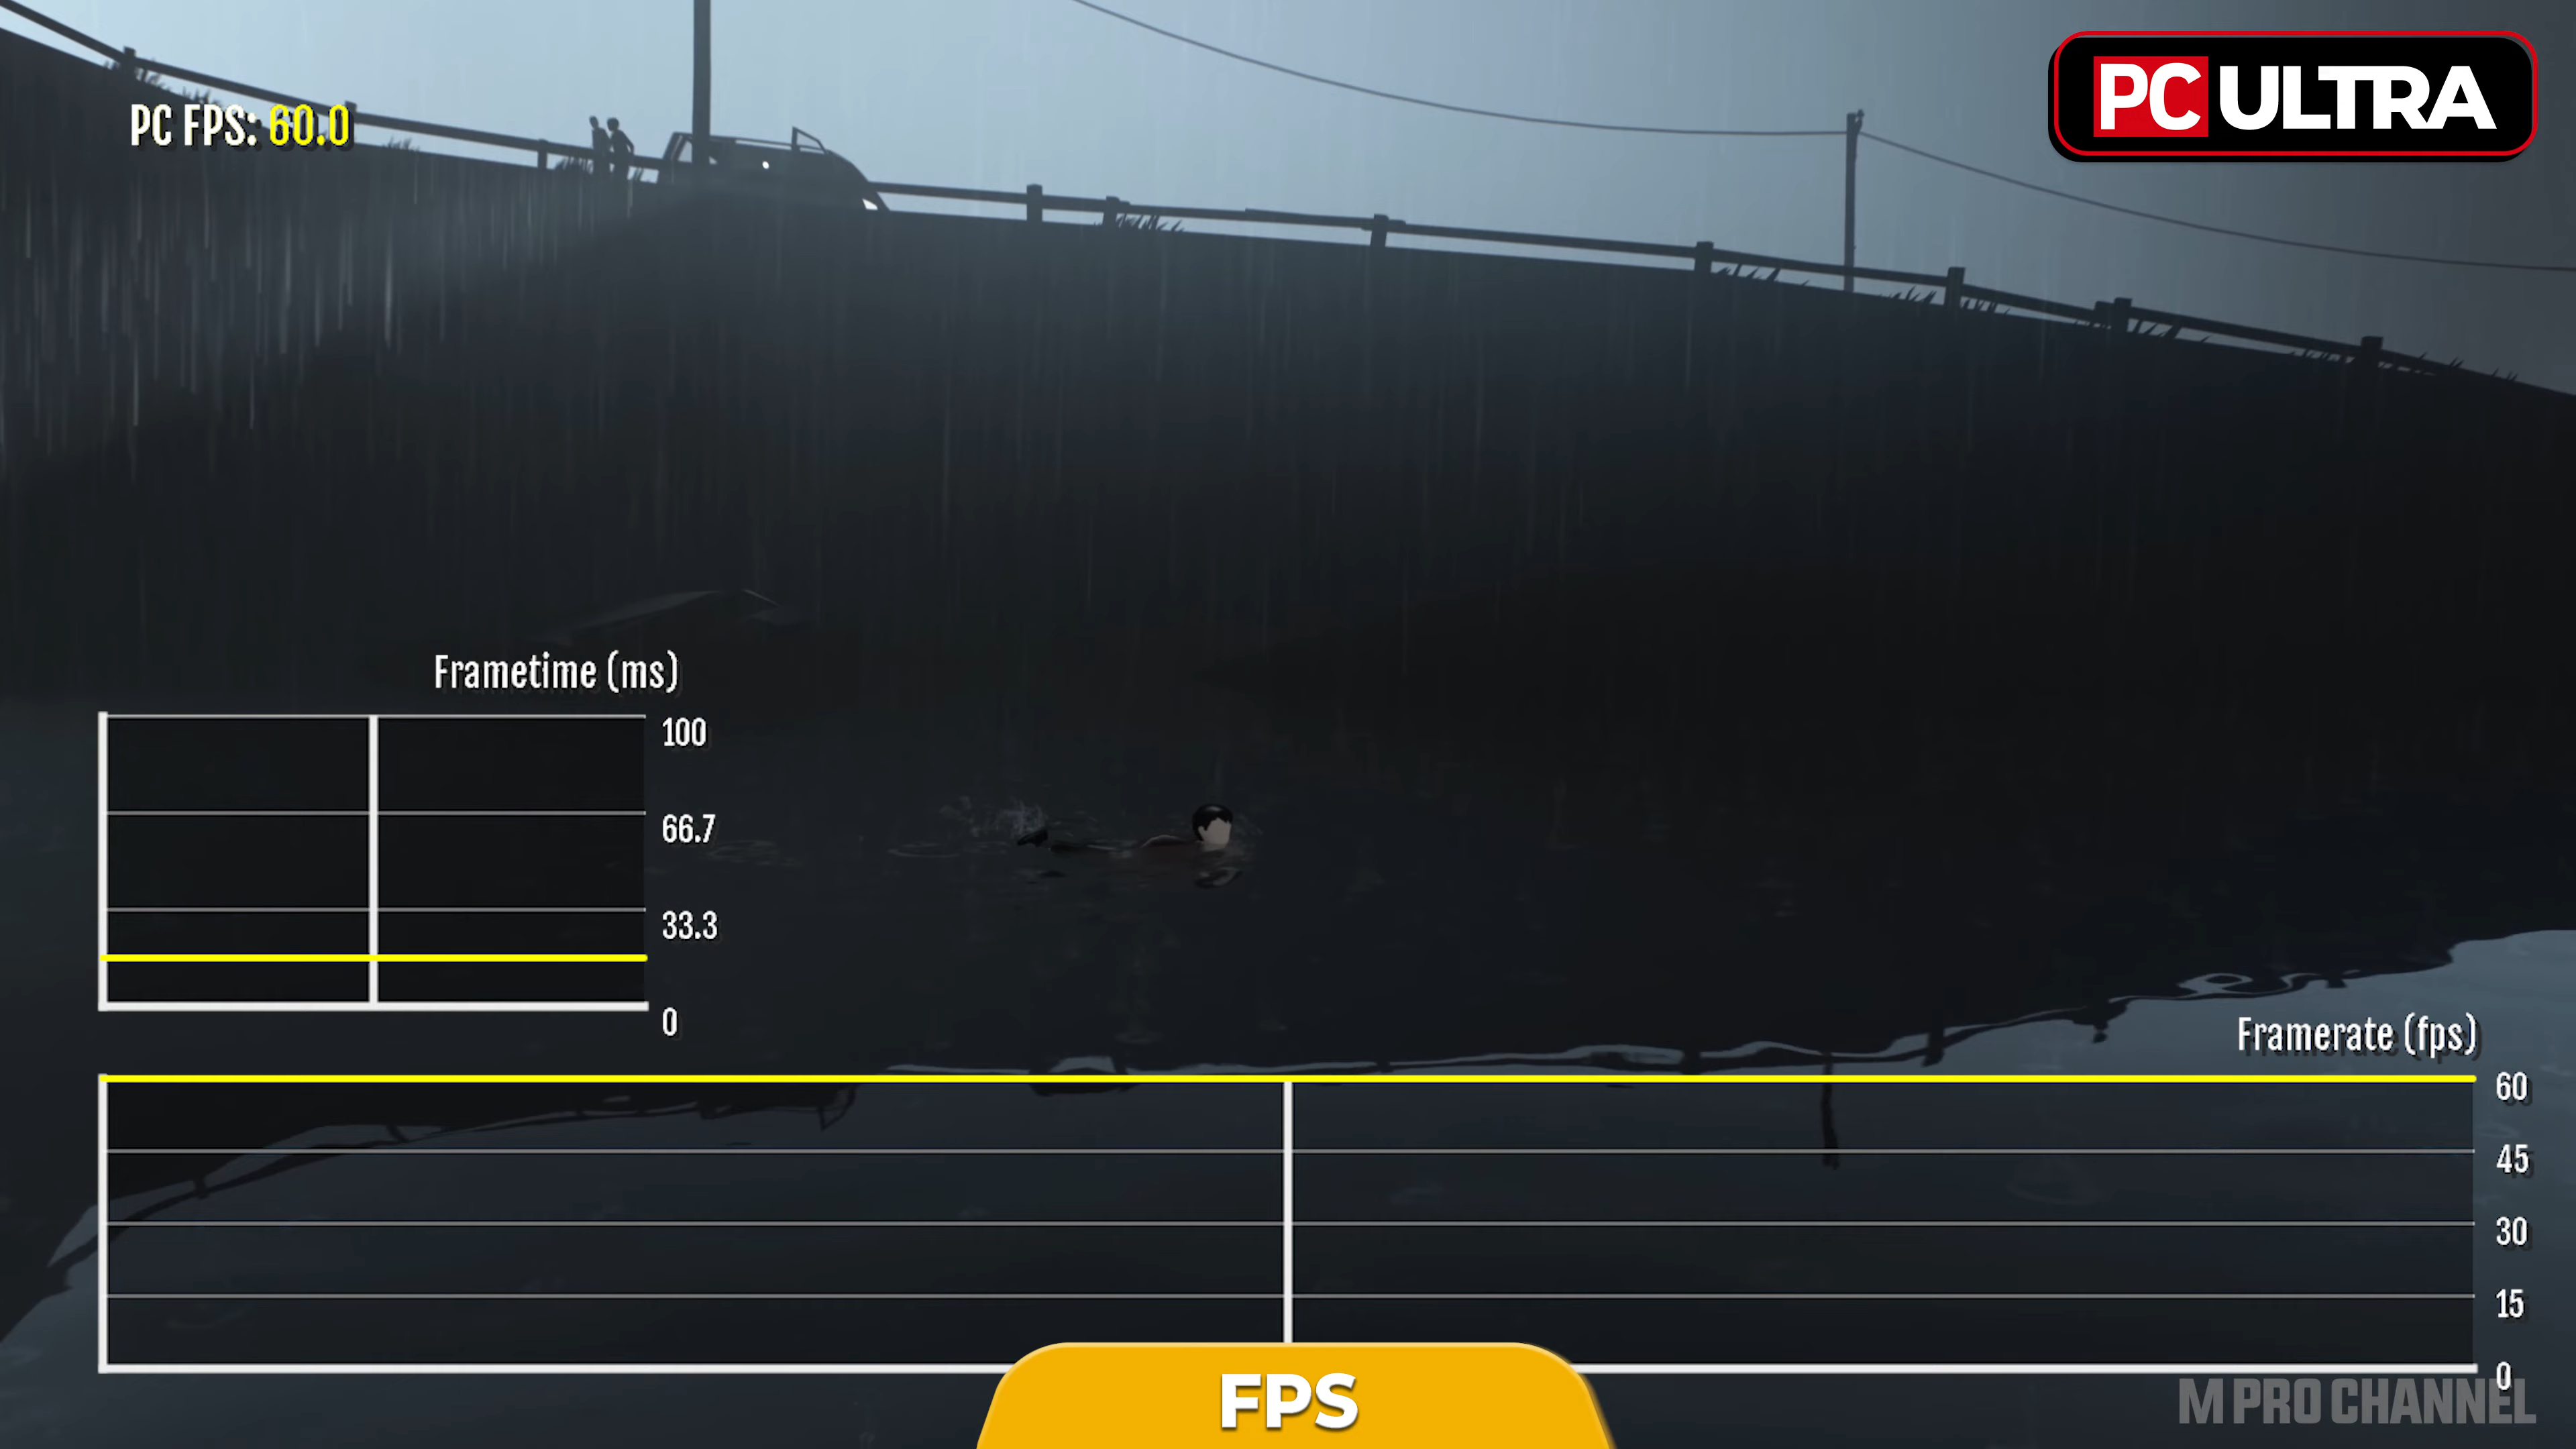 PC ULTRA
PC FPS: 60.0
Frametime (ms)
100
66.7
33.3
0
Framerate (fps)
60
45
30
15
0
FPS
M PRO CHANNEL